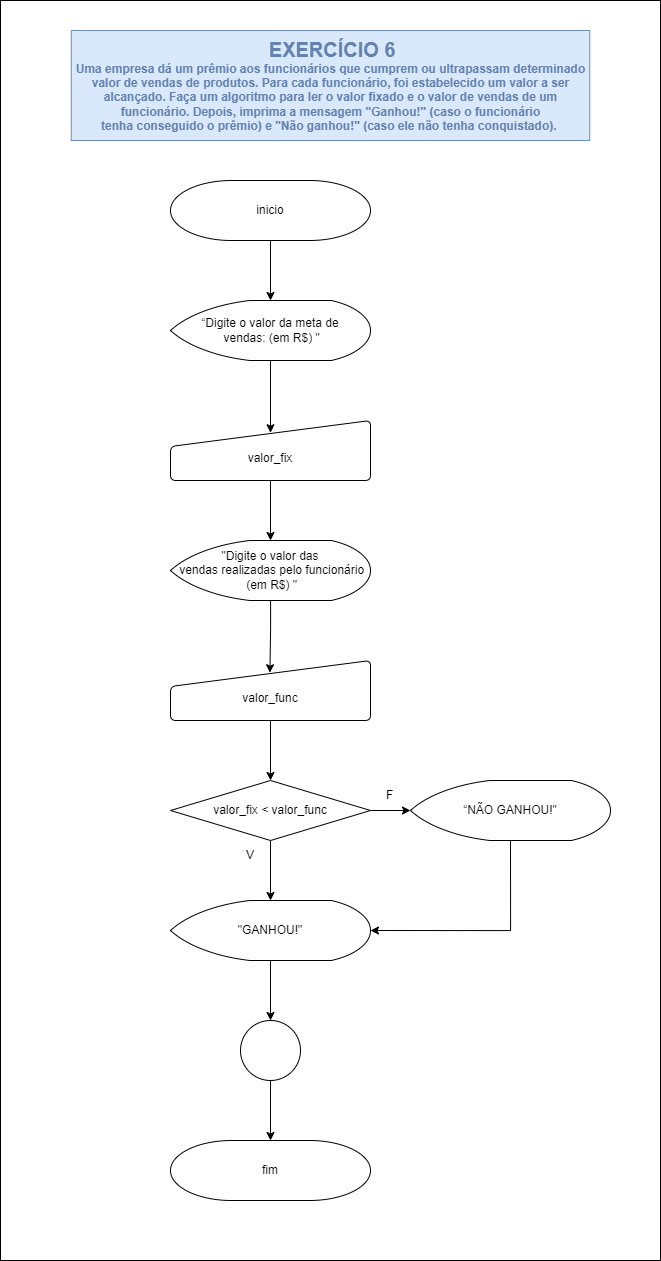 EXERCÍCIO 6
Uma empresa dá um prêmio aos funcionários que cumprem ou ultrapassam determinado
valor de vendas de produtos. Para cada funcionário, foi estabelecido um valor a ser
alcançado. Faça um algoritmo para ler o valor fixado e o valor de vendas de um
funcionário. Depois, imprima a mensagem "Ganhou!" (caso o funcionário
tenha conseguido o prêmio) e "Não ganhou!" (caso ele não tenha conquistado).
inicio
“Digite o valor da meta de
vendas: (em R$) "
valor_fix
"Digite o valor das
vendas realizadas pelo funcionário
(em R$) "
valor_func
valor_fix < valor_func
F
“NÃO GANHOU!"
V
"GANHOU!"
fim